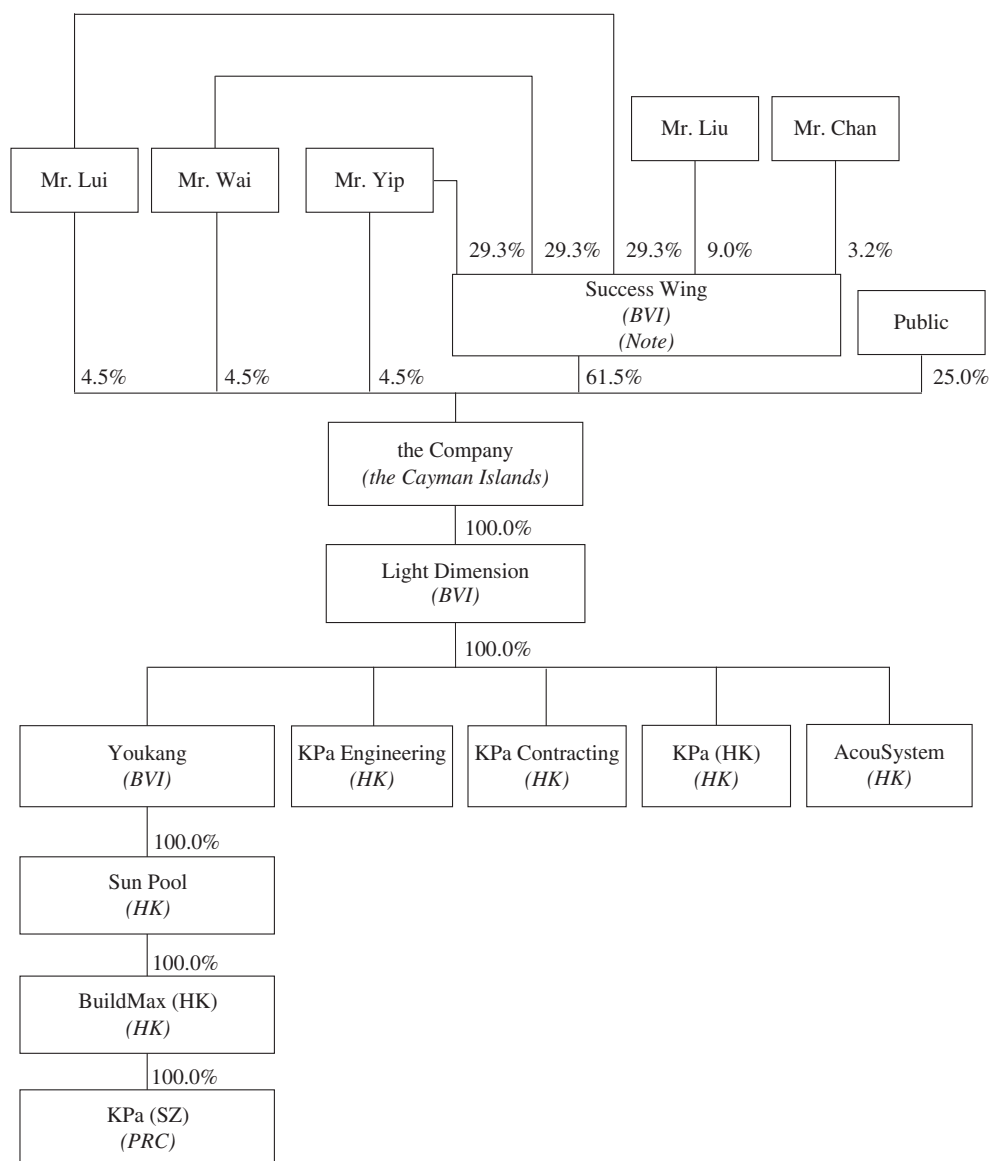 Mr. Liu
Mr. Chan
Mr. Lui
Mr. Wai
Mr. Yip
29.3%
29.3%
29.3%
9.0%
3.2%
Success Wing
(BVI)
(Note)
Public
4.5%
4.5%
4.5%
61.5%
25.0%
the Company
(the Cayman Islands)
100.0%
Light Dimension
(BVI)
100.0%
Youkang
(BVI)
KPa Engineering
(HK)
KPa Contracting
(HK)
KPa (HK)
(HK)
AcouSystem
(HK)
100.0%
Sun Pool
(HK)
100.0%
BuildMax (HK)
(HK)
100.0%
KPa (SZ)
(PRC)